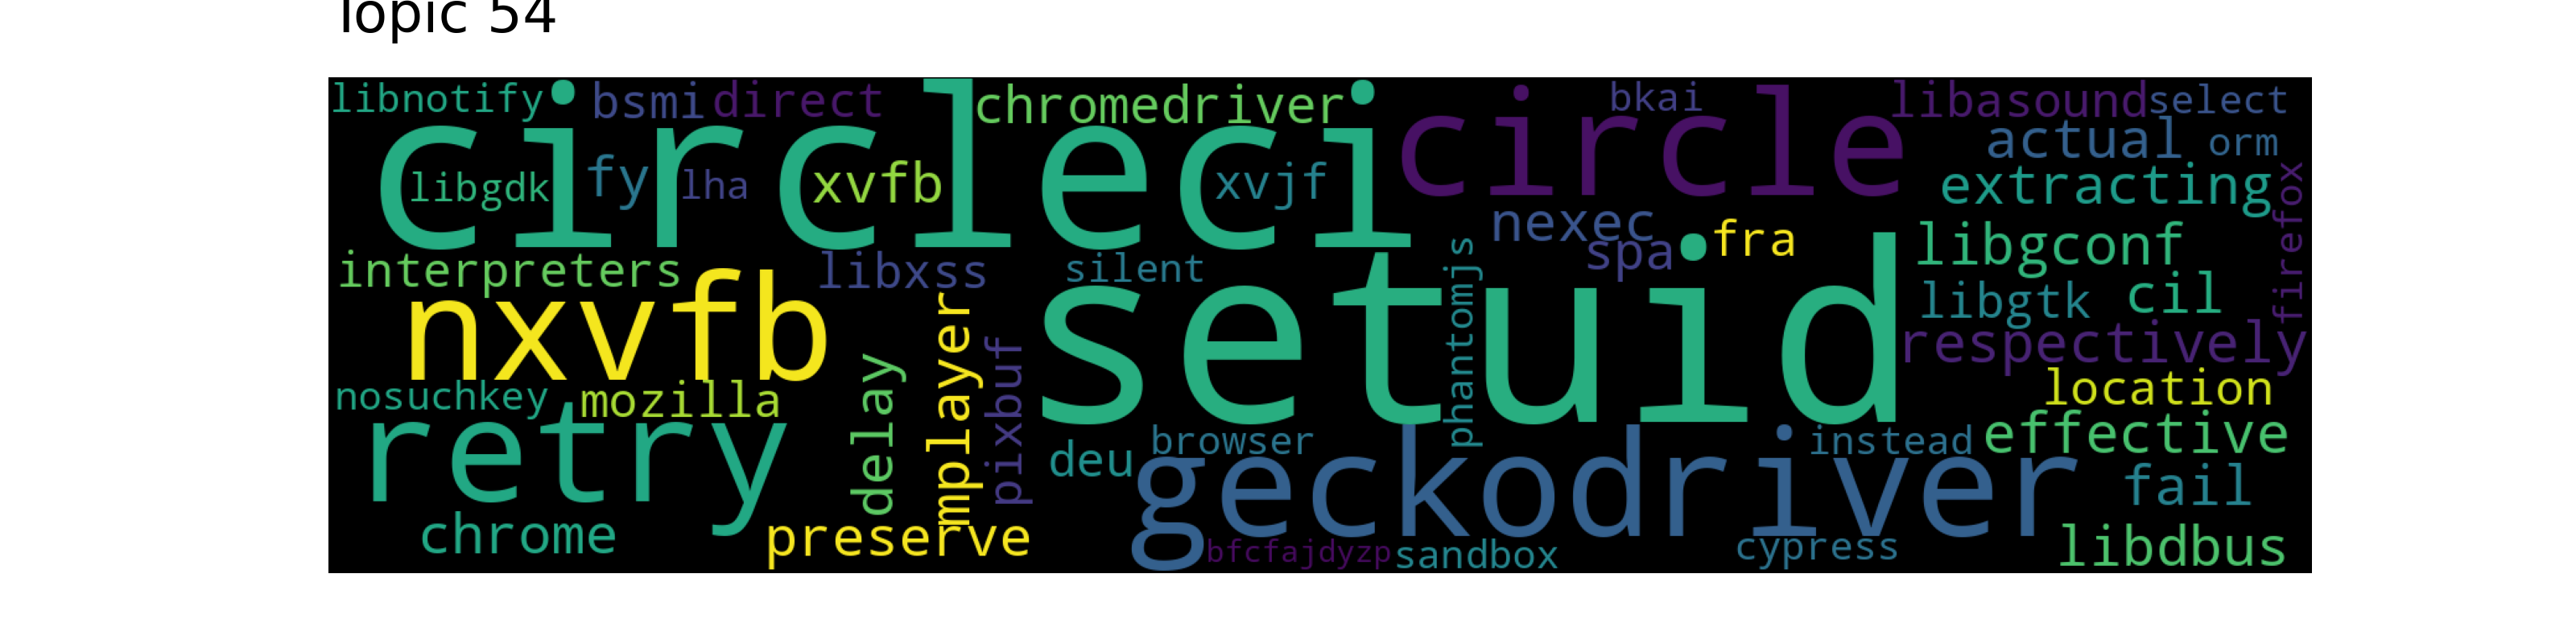 Topic 54
libnotify
bsmi
direct
chromedriver
bkai
libasound
select
circleci
circle
actual
orm
libgdk
fy
lha
xvfb
xvjf
extracting
firefox
nexec
spa
fra
libgconf
interpreters
libxss
silent
phantomjs
setuid
libgtk
cil
nxvfb
respectively
nosuchkey
mozilla
delay
mplayer
pixbuf
location
retry
deu
browser
geckodriver
instead
effective
fail
chrome
preserve
bfcfajdyzp
sandbox
cypress
libdbus